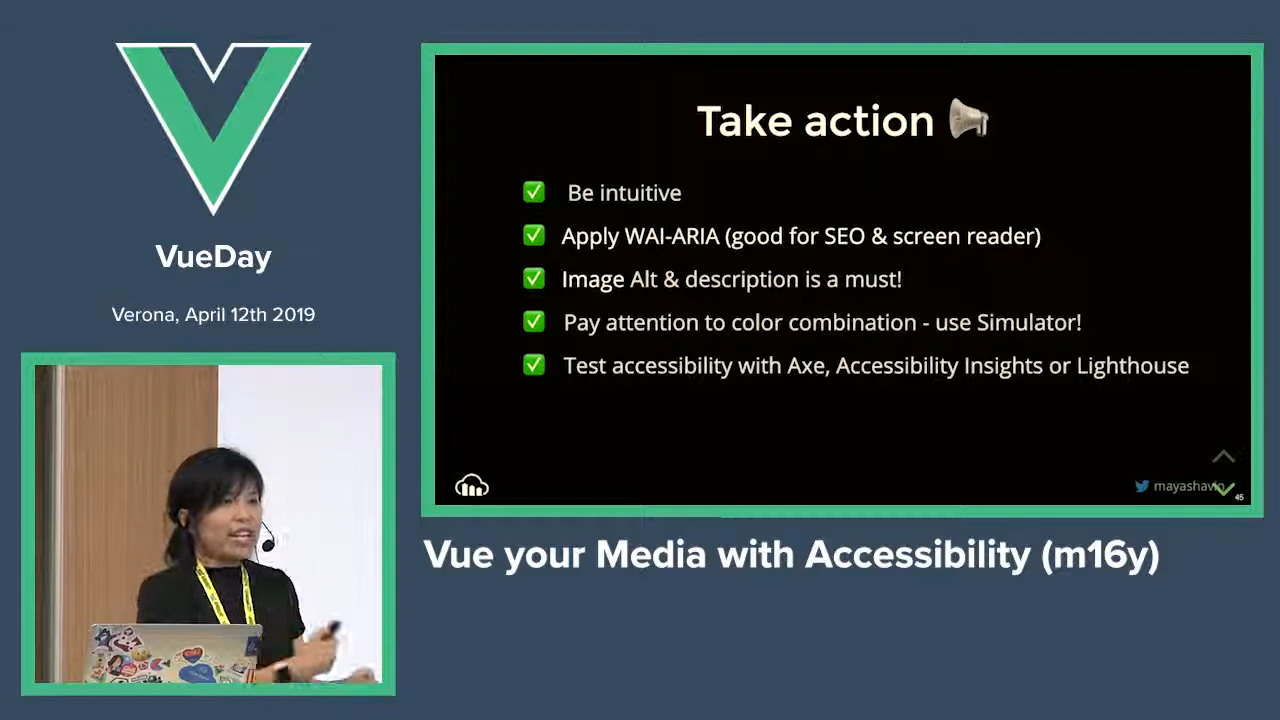 VueDay
Verona, April 12th 2019
Take action
Be intuitive
Apply WAI-ARIA (good for SEO & screen reader)
Image Alt & description is a must!
Pay attention to color combination - use Simulator!
Test accessibility with Axe, Accessibility Insights or Lighthouse
mayashavin
45
Vue your Media with Accessibility (m16y)